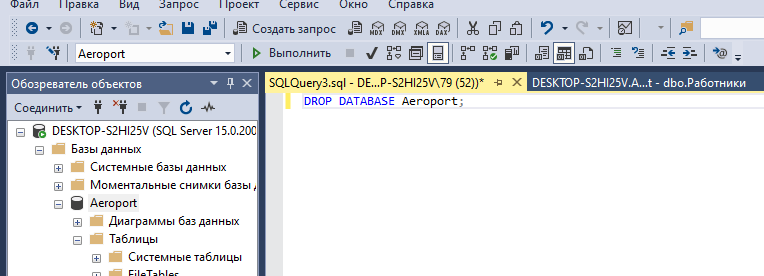 Файл Правка Вид Запрос Проект Сервис Окно Справка
Создать запрос MDX DMX XMLA DAX
Aeroport Выполнить
Обозреватель объектов
SQLQuery3.sql - DE...P-S2HI25V\79 (52))* DESKTOP-S2HI25V.A...t - dbo.Работники
DROP DATABASE Aeroport;
Соединить
DESKTOP-S2HI25V (SQL Server 15.0.200
Базы данных
Системные базы данных
Моментальные снимки базы д
Aeroport
Диаграммы баз данных
Таблицы
Системные таблицы
FileTables